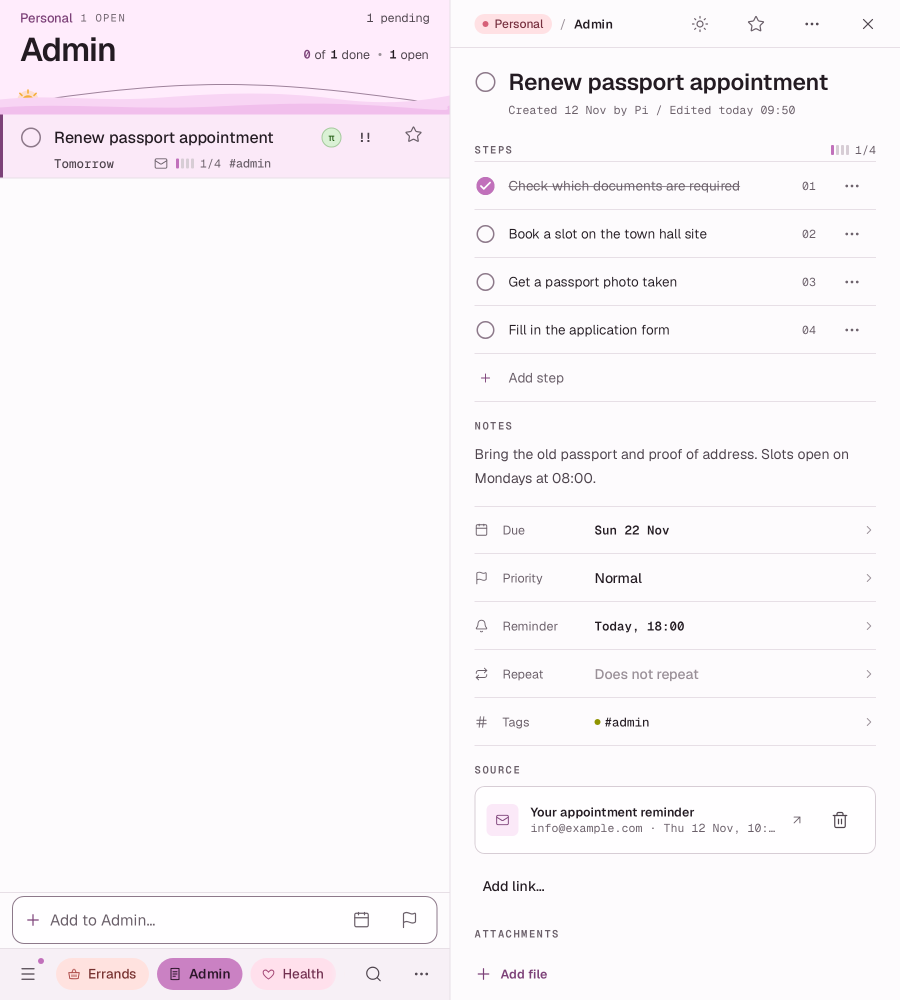 Personal 1 OPEN
1 pending
Admin
0 of 1 done • 1 open
Renew passport appointment
π
!!
Tomorrow
1/4 #admin
Add to Admin…
Errands
Admin
Health
Personal / Admin
Renew passport appointment
Created 12 Nov by Pi / Edited today 09:50
STEPS
1/4
Check which documents are required
01
Book a slot on the town hall site
02
Get a passport photo taken
03
Fill in the application form
04
Add step
NOTES
Bring the old passport and proof of address. Slots open on
Mondays at 08:00.
Due
Sun 22 Nov
Priority
Normal
Reminder
Today, 18:00
Repeat
Does not repeat
Tags
#admin
SOURCE
Your appointment reminder
info@example.com · Thu 12 Nov, 10:…
Add link…
ATTACHMENTS
Add file